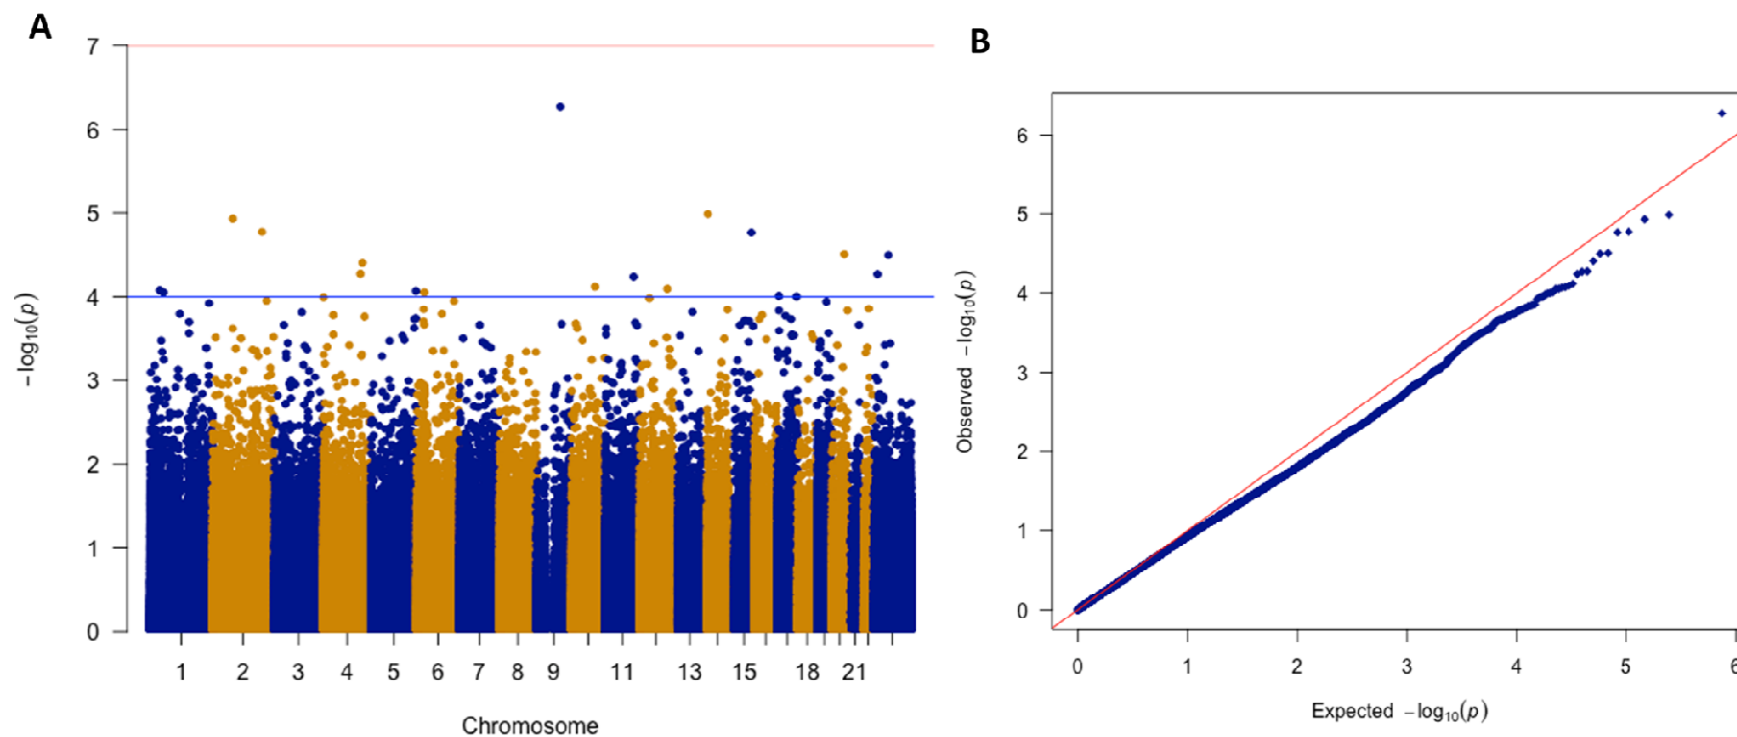 A
7
6
5
4
3
2
1
0
−log10(p)
1 2 3 4 5 6 7 8 9 11 13 15 18 21
Chromosome
B
6
5
4
3
2
1
0
Observed −log10(p)
0 1 2 3 4 5 6
Expected −log10(p)